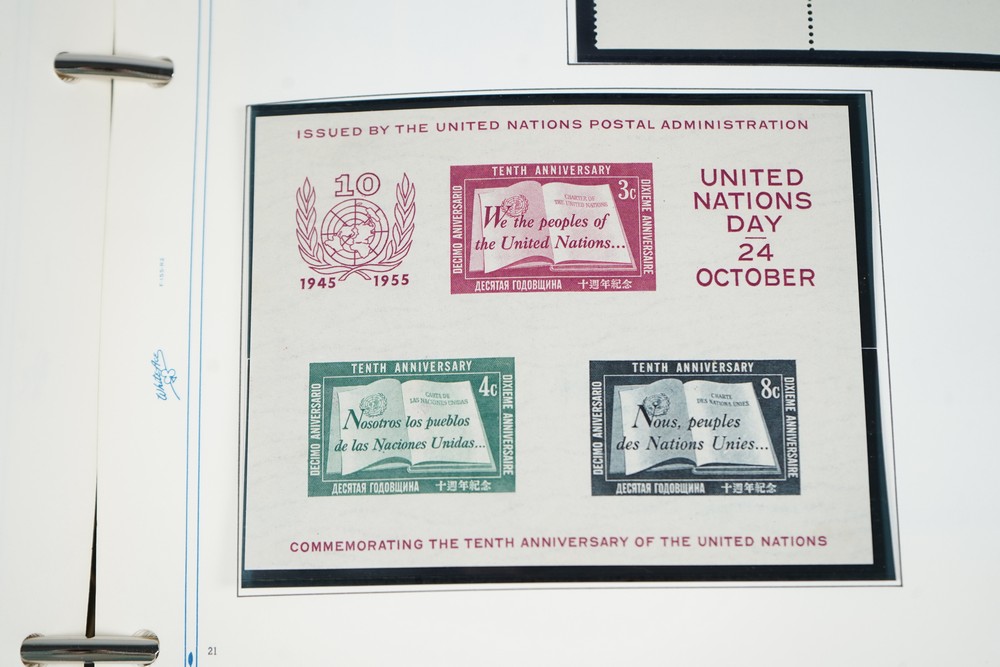 ISSUED BY THE UNITED NATIONS POSTAL ADMINISTRATION
10
1945 1955
TENTH ANNIVERSARY
DECIMO ANIVERSARIO
DIXIEME ANNIVERSAIRE
3c
CHARTER OF
THE UNITED NATIONS
We the peoples of
the United Nations...
ДЕСЯТАЯ ГОДОВЩИНА 十週年紀念
UNITED
NATIONS
DAY
24
OCTOBER
TENTH ANNIVERSARY
DECIMO ANIVERSARIO
DIXIEME ANNIVERSAIRE
4c
CARTA DE
LAS NACIONES UNIDAS
Nosotros los pueblos
de las Naciones Unidas...
ДЕСЯТАЯ ГОДОВЩИНА 十週年紀念
TENTH ANNIVERSARY
DECIMO ANIVERSARIO
DIXIEME ANNIVERSAIRE
8c
CHARTE
DES NATIONS UNIES
Nous, peuples
des Nations Unies...
ДЕСЯТАЯ ГОДОВЩИНА 十週年紀念
COMMEMORATING THE TENTH ANNIVERSARY OF THE UNITED NATIONS
21